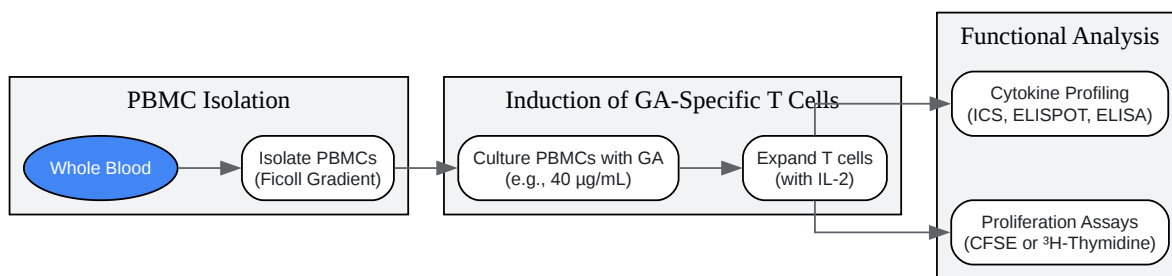 PBMC Isolation
Whole Blood
Isolate PBMCs
(Ficoll Gradient)
Induction of GA-Specific T Cells
Culture PBMCs with GA
(e.g., 40 µg/mL)
Expand T cells
(with IL-2)
Functional Analysis
Cytokine Profiling
(ICS, ELISPOT, ELISA)
Proliferation Assays
(CFSE or ³H-Thymidine)